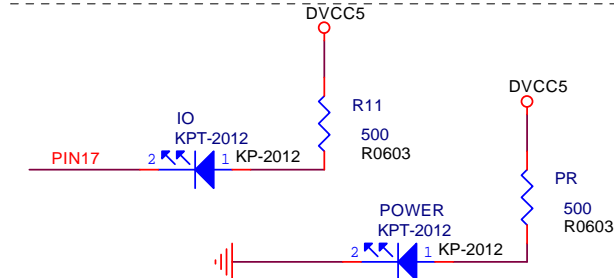 DVCC5
IO
KPT-2012
R11
500
R0603
PIN17
2
1
KP-2012
DVCC5
PR
500
R0603
POWER
KPT-2012
2
1
KP-2012